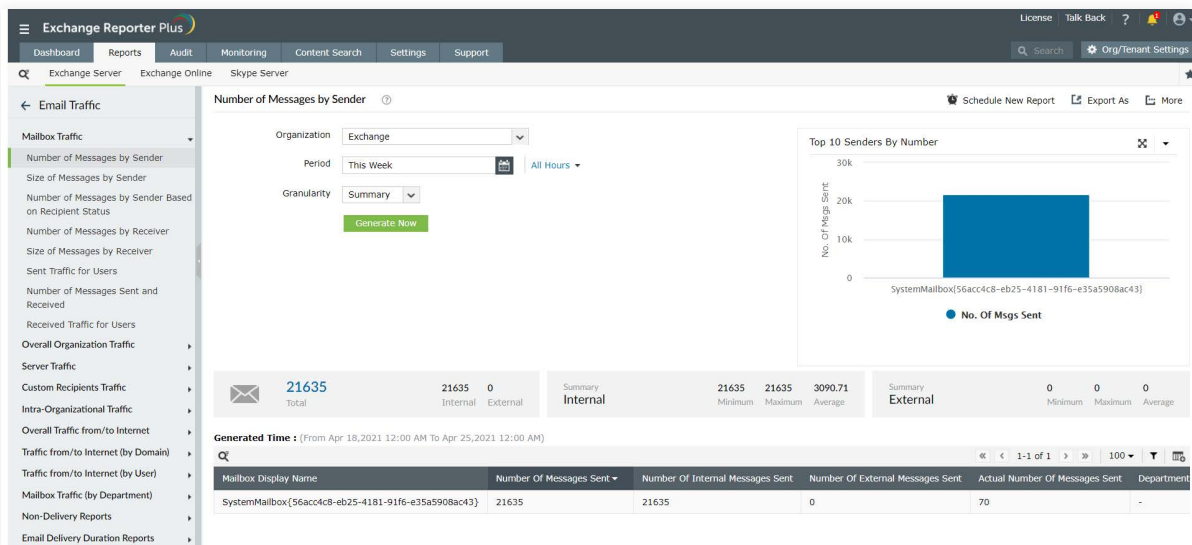 Exchange Reporter Plus
License Talk Back ?
Dashboard Reports Audit Monitoring Content Search Settings Support
Search Org/Tenant Settings
Exchange Server Exchange Online Skype Server
Email Traffic
Mailbox Traffic
Number of Messages by Sender
Size of Messages by Sender
Number of Messages by Sender Based
on Recipient Status
Number of Messages by Receiver
Size of Messages by Receiver
Sent Traffic for Users
Number of Messages Sent and
Received
Received Traffic for Users
Overall Organization Traffic
Server Traffic
Custom Recipients Traffic
Intra-Organizational Traffic
Overall Traffic from/to Internet
Traffic from/to Internet (by Domain)
Traffic from/to Internet (by User)
Mailbox Traffic (by Department)
Non-Delivery Reports
Email Delivery Duration Reports
Number of Messages by Sender ?
Schedule New Report Export As More
Organization Exchange
Period This Week All Hours
Granularity Summary
Generate Now
Top 10 Senders By Number
No. Of Msgs Sent
30k
20k
10k
0
SystemMailbox{56acc4c8-eb25-4181-91f6-e35a5908ac43}
No. Of Msgs Sent
21635 21635 0
Total Internal External
Summary 21635 21635 3090.71
Internal Minimum Maximum Average
Summary 0 0 0
External Minimum Maximum Average
Generated Time : (From Apr 18,2021 12:00 AM To Apr 25,2021 12:00 AM)
1-1 of 1 100
Mailbox Display Name Number Of Messages Sent Number Of Internal Messages Sent Number Of External Messages Sent Actual Number Of Messages Sent Department
SystemMailbox{56acc4c8-eb25-4181-91f6-e35a5908ac43} 21635 21635 0 70 -